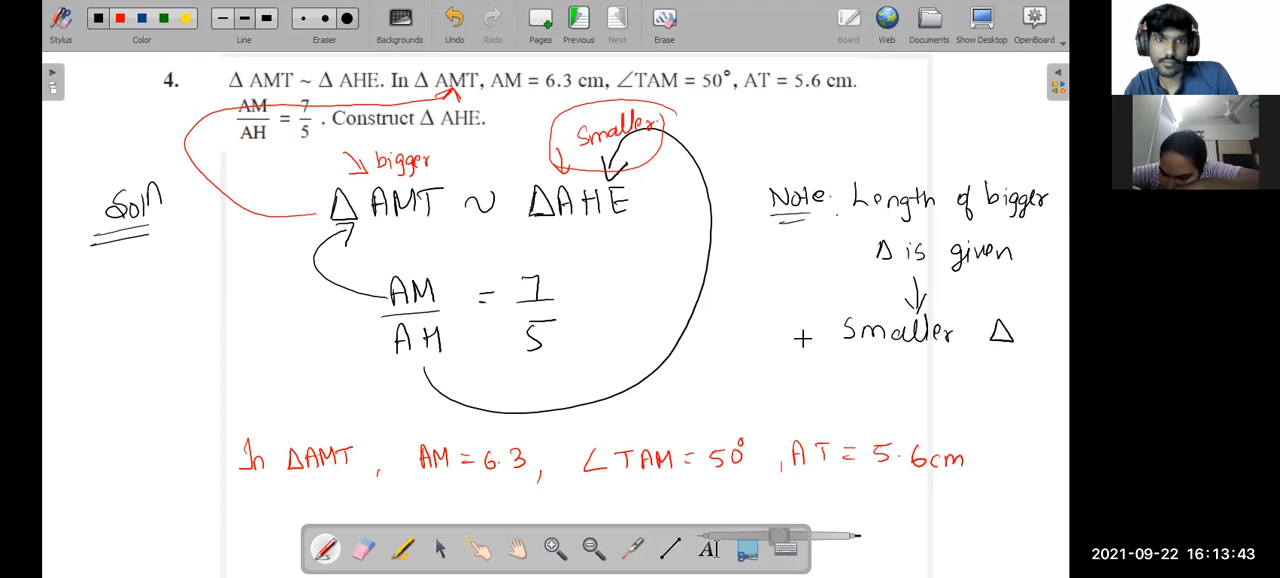 Stylus Color Line Eraser Backgrounds Undo Redo Pages Previous Next Erase Board Web Documents Show Desktop OpenBoard
4. Δ AMT ~ Δ AHE. In Δ AMT, AM = 6.3 cm, ∠TAM = 50°, AT = 5.6 cm.
AM/AH = 7/5 . Construct Δ AHE.
bigger
Smaller
Soln
Δ AMT ~ ΔAHE
AM/AH = 7/5
Note: Length of bigger
Δ is given
↓
+ Smaller Δ
In ΔAMT , AM = 6.3 , ∠TAM = 50° , AT = 5.6cm
2021-09-22 16:13:43